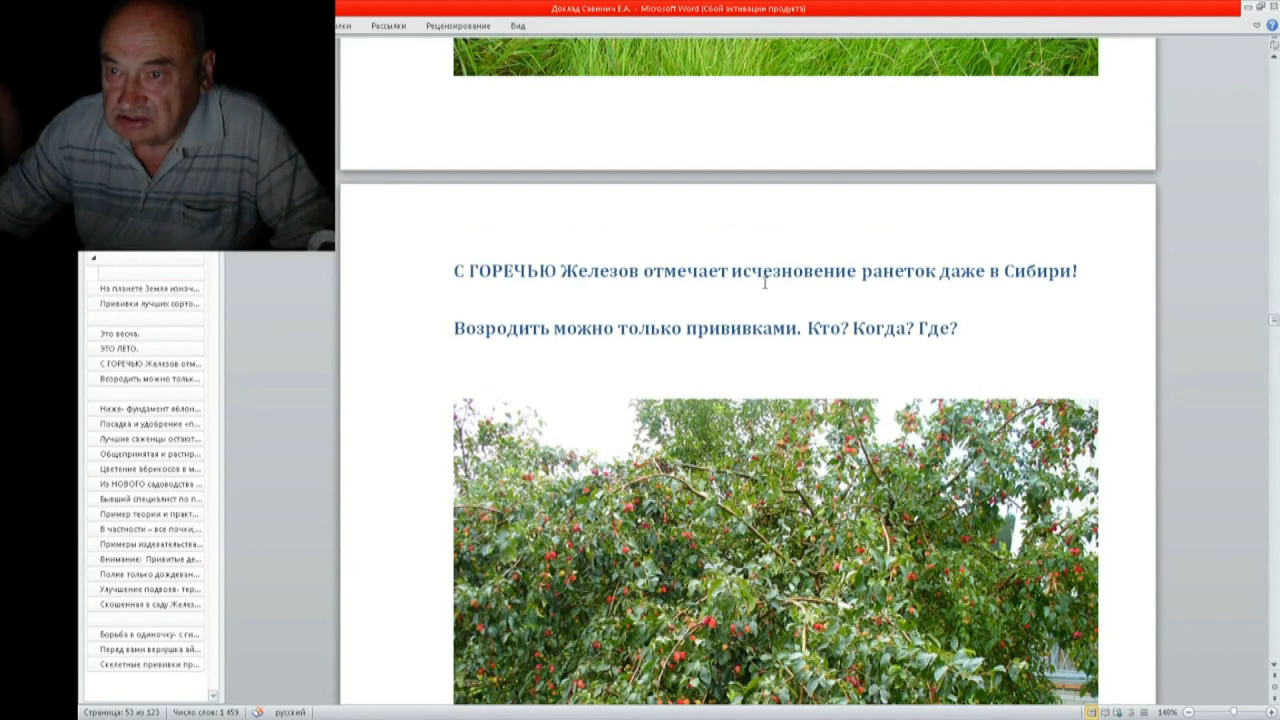 Доклад Савинич Е.А. - Microsoft Word (Сбой активации продукта)
лки Рассылки Рецензирование Вид
С ГОРЕЧЬЮ Железов отмечает исчезновение ранеток даже в Сибири!
Возродить можно только прививками. Кто? Когда? Где?
На планете Земля изнач...
Прививки лучших сорто...
Это весна.
ЭТО ЛЕТО.
С ГОРЕЧЬЮ Железов отм...
Возродить можно тольк...
Ниже- фундамент яблон...
Посадка и удобрение «п...
Лучшие саженцы остают...
Общепринятая и растир...
Цветение абрикосов в м...
Из НОВОГО садоводства ...
Бывший специалист по п...
Пример теории и практ...
В частности – все почки,...
Примеры издевательства...
Внимание: Привитые де...
Полив только дождеван...
Улучшение подвоев- тер...
Скошенная в саду Желез...
Борьба в одиночку- с ги...
Перед вами верхушка ай...
Скелетные прививки пр...
Страница: 53 из 123 Число слов: 1 459 русский 140%